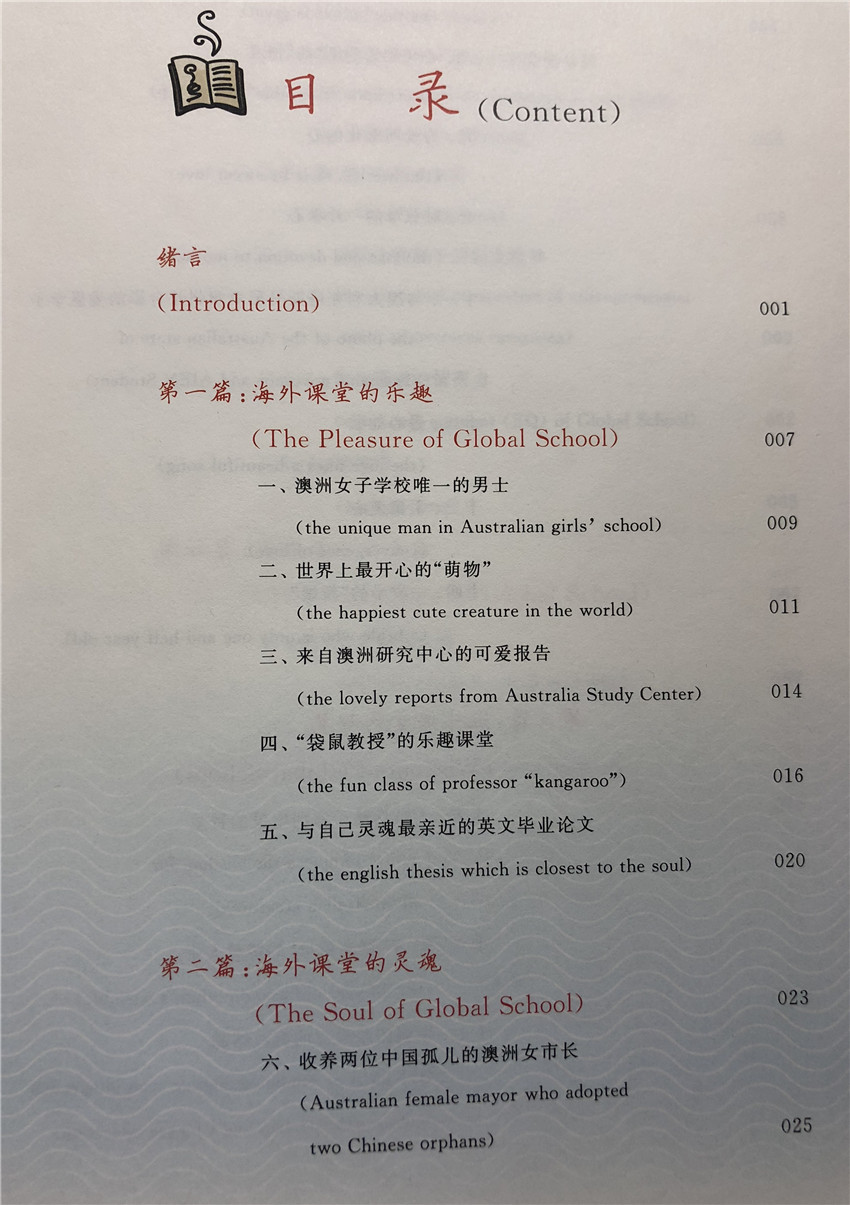 目 录 (Content)
绪言
(Introduction) 001
第一篇:海外课堂的乐趣
(The Pleasure of Global School) 007
一、澳洲女子学校唯一的男士
(the unique man in Australian girls' school) 009
二、世界上最开心的“萌物”
(the happiest cute creature in the world) 011
三、来自澳洲研究中心的可爱报告
(the lovely reports from Australia Study Center) 014
四、“袋鼠教授”的乐趣课堂
(the fun class of professor “kangaroo”) 016
五、与自己灵魂最亲近的英文毕业论文
(the english thesis which is closest to the soul) 020
第二篇:海外课堂的灵魂
(The Soul of Global School) 023
六、收养两位中国孤儿的澳洲女市长
(Australian female mayor who adopted
two Chinese orphans) 025